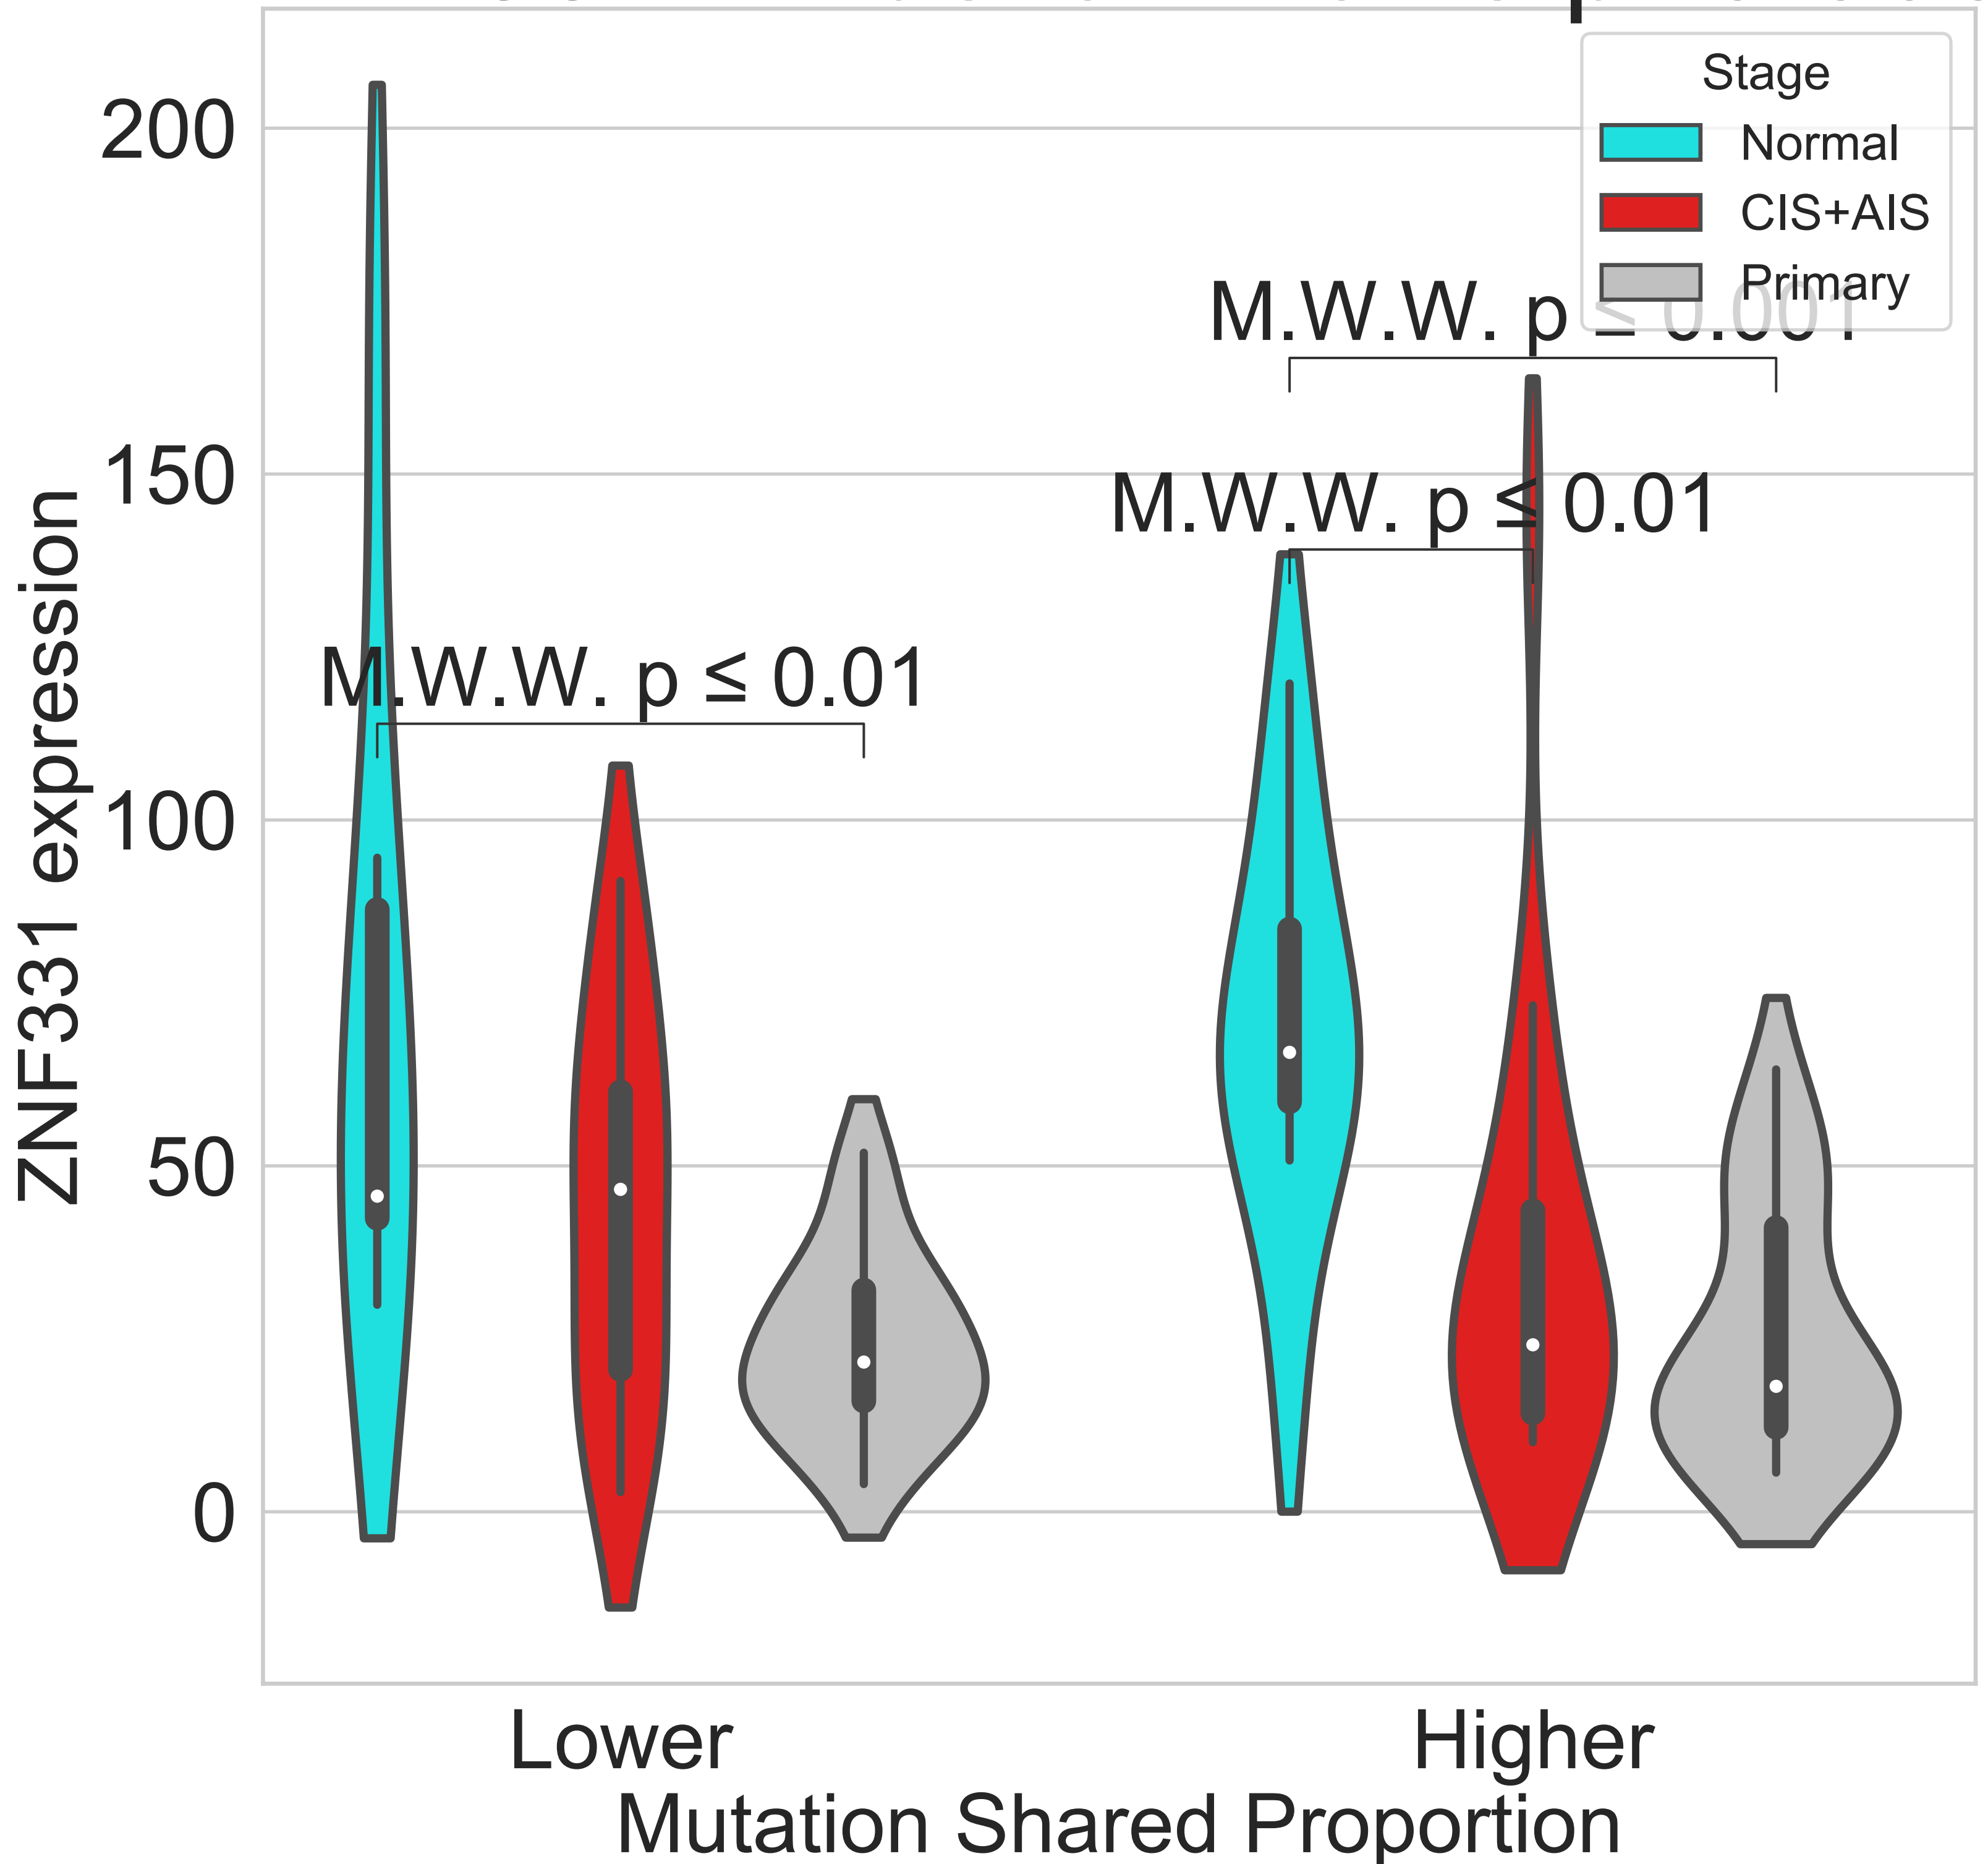 Stage
Normal
CIS+AIS
Primary
M.W.W. p ≤ 0.001
M.W.W. p ≤ 0.01
M.W.W. p ≤ 0.01
200
150
100
50
0
ZNF331 expression
Lower
Higher
Mutation Shared Proportion